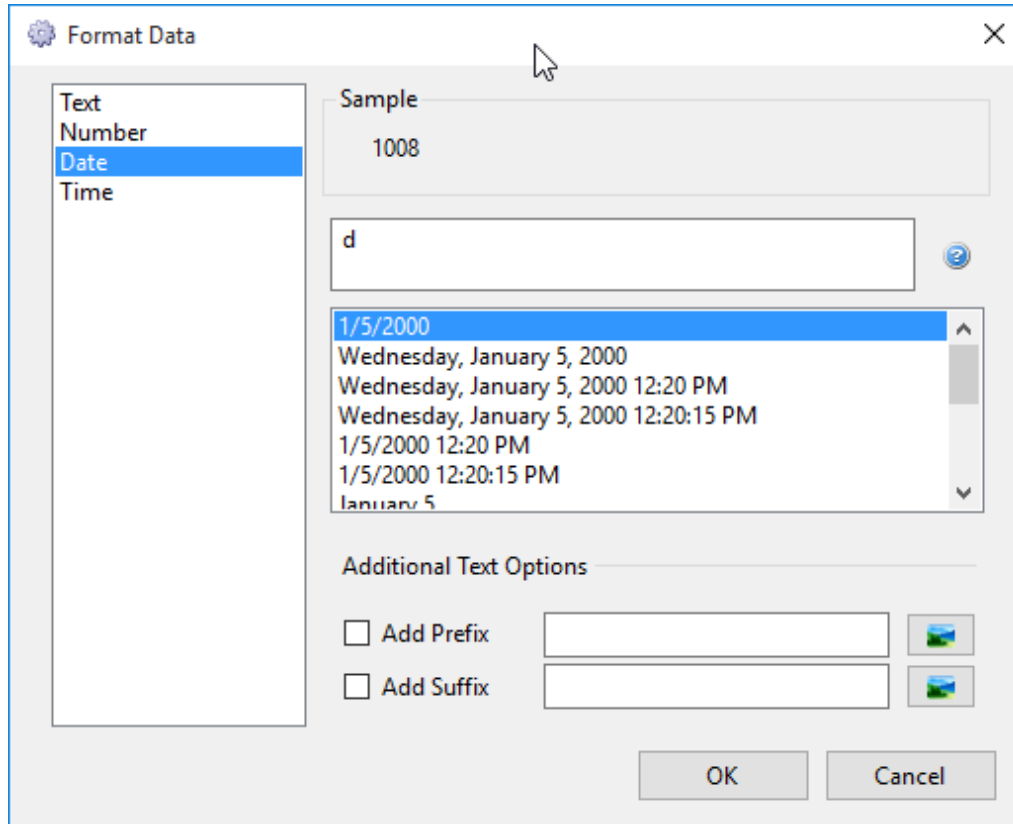 Format Data
Text
Number
Date
Time
Sample
1008
d
1/5/2000
Wednesday, January 5, 2000
Wednesday, January 5, 2000 12:20 PM
Wednesday, January 5, 2000 12:20:15 PM
1/5/2000 12:20 PM
1/5/2000 12:20:15 PM
January 5
Additional Text Options
Add Prefix
Add Suffix
OK
Cancel